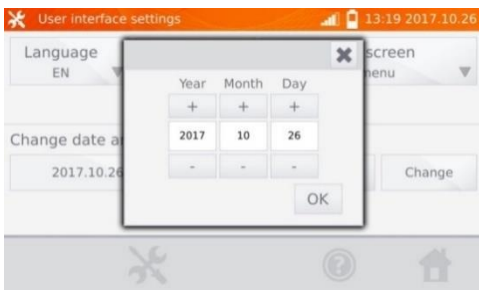 User interface settings 13:19 2017.10.26
Language screen
EN menu
Year Month Day
+ + +
Change date a
2017 10 26
2017.10.26 - - - Change
OK